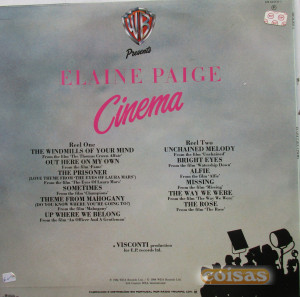 WB
Presents
ELAINE PAIGE
Cinema
Reel One
THE WINDMILLS OF YOUR MIND
From the film "The Thomas Crown Affair"
OUT HERE ON MY OWN
From the film "Fame"
THE PRISONER
(LOVE THEME FROM "THE EYES OF LAURA MARS")
From the film "The Eyes Of Laura Mars"
SOMETIMES
From the film "Champions"
THEME FROM MAHOGANY
(DO YOU KNOW WHERE YOU'RE GOING TO)
From the film "Mahogany"
UP WHERE WE BELONG
From the film "An Officer And A Gentleman"
Reel Two
UNCHAINED MELODY
From the film "Unchained"
BRIGHT EYES
From the film "Watership Down"
ALFIE
From the film "Alfie"
MISSING
From the film "Missing"
THE WAY WE WERE
From the film "The Way We Were"
THE ROSE
From the film "The Rose"
A VISCONTI production
for V.P. records ltd.
coisas